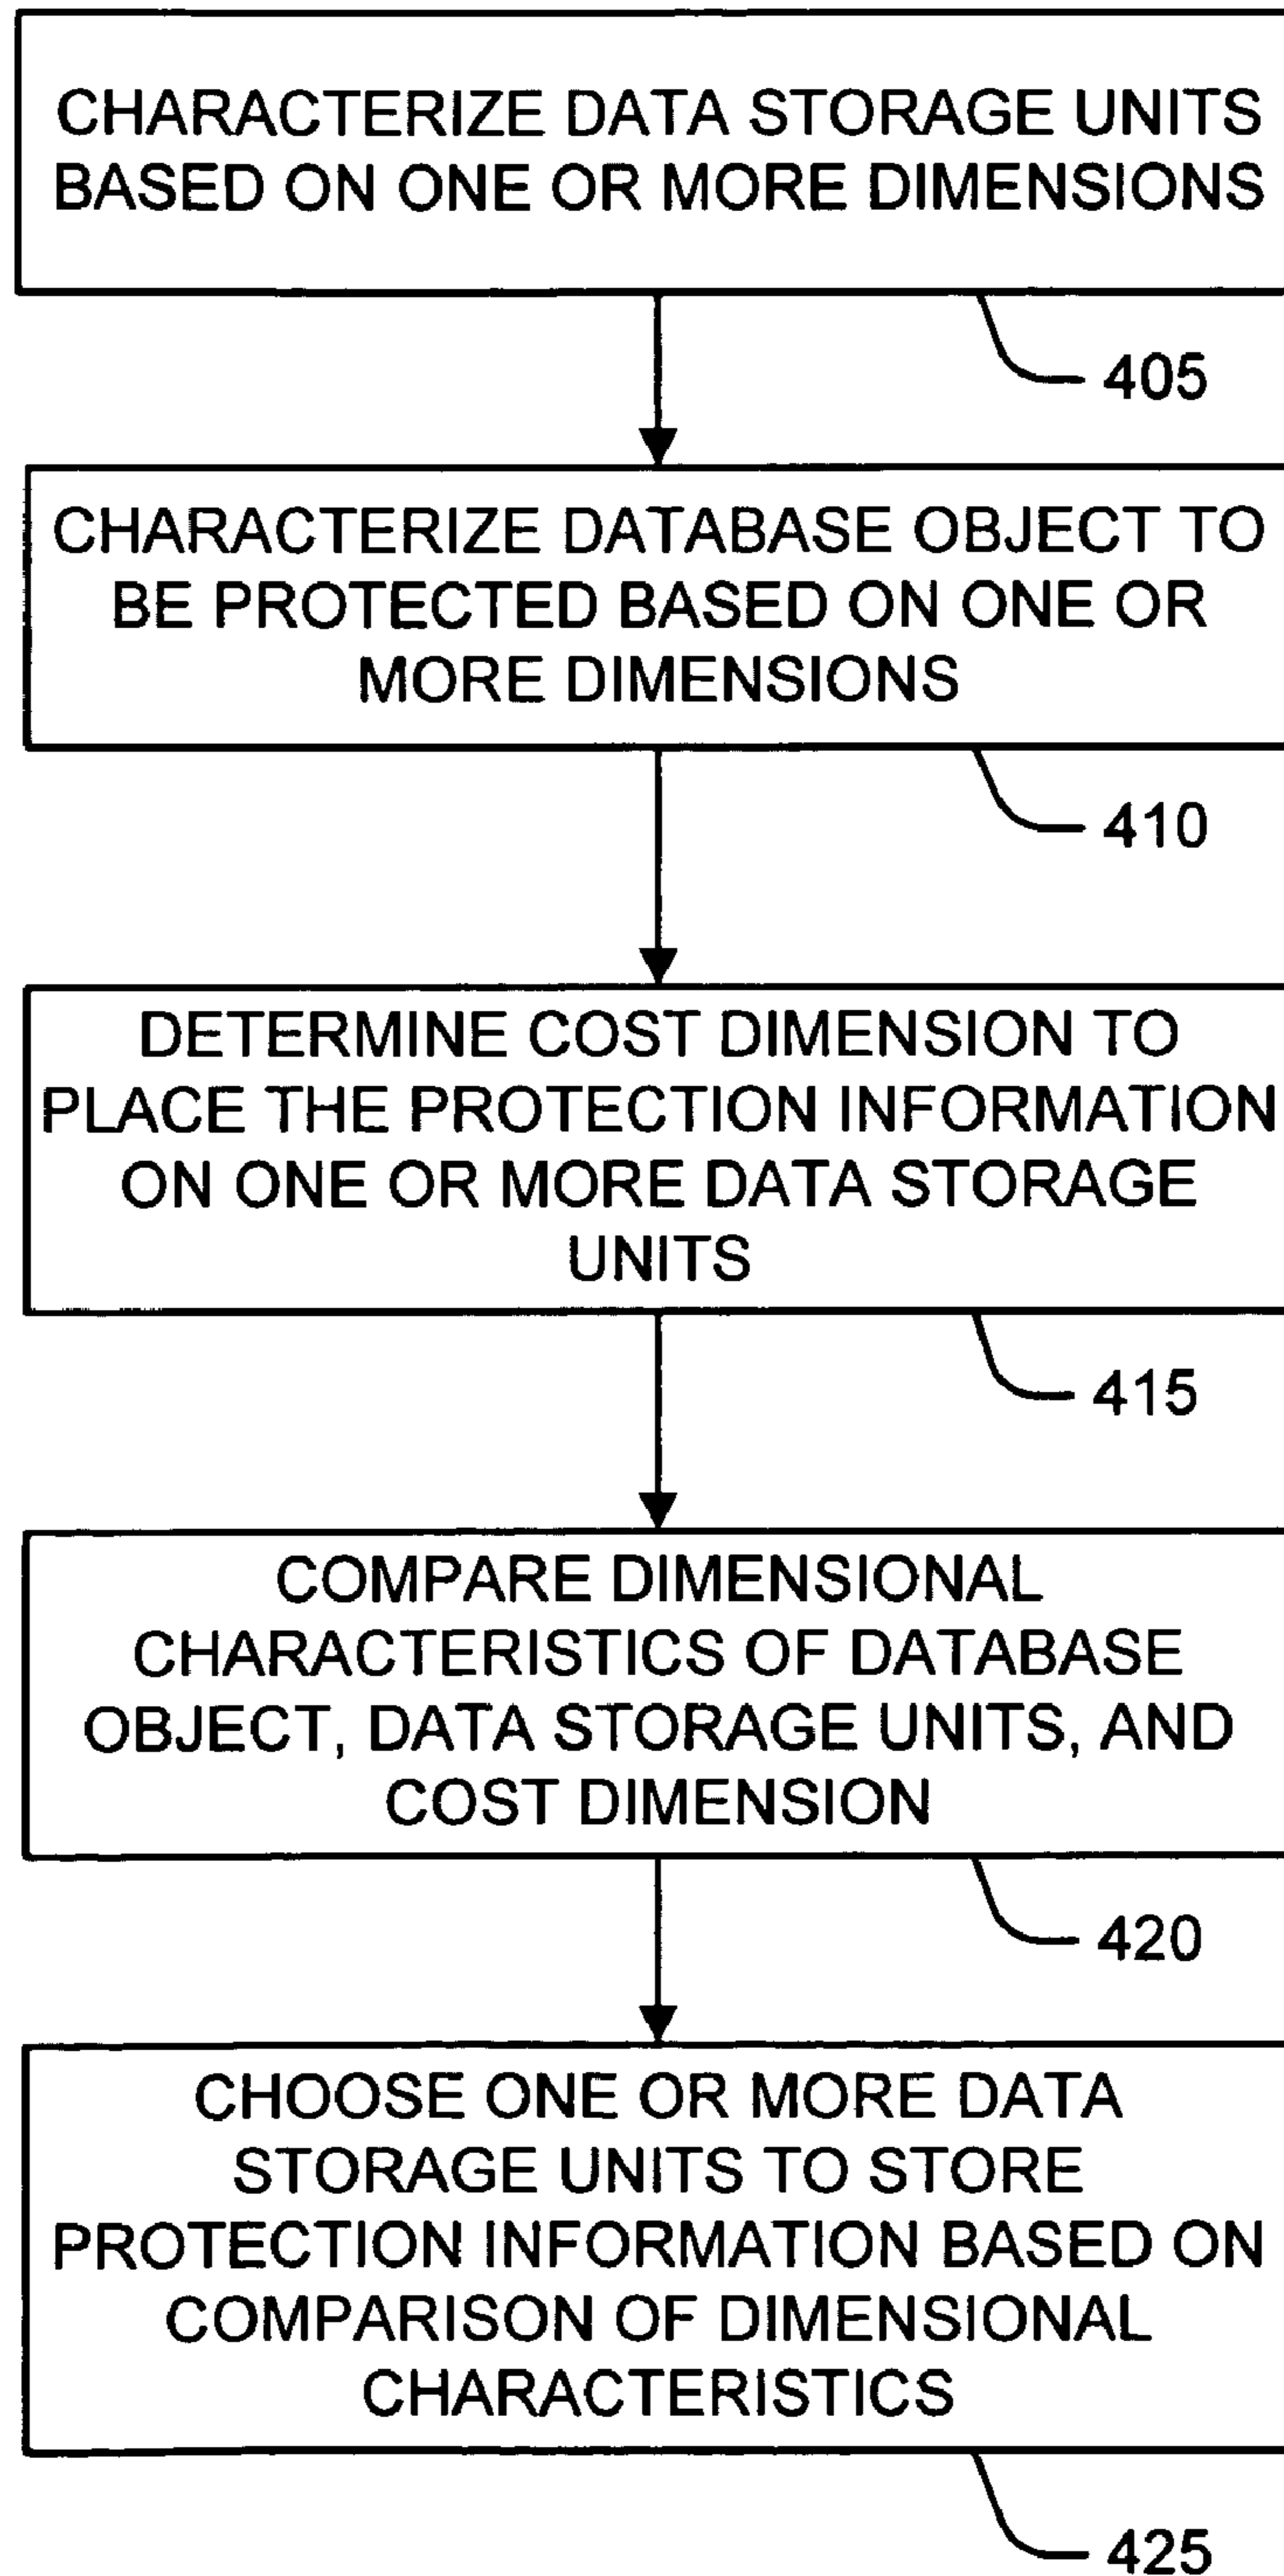 CHARACTERIZE DATA STORAGE UNITS
BASED ON ONE OR MORE DIMENSIONS
405
CHARACTERIZE DATABASE OBJECT TO
BE PROTECTED BASED ON ONE OR
MORE DIMENSIONS
410
DETERMINE COST DIMENSION TO
PLACE THE PROTECTION INFORMATION
ON ONE OR MORE DATA STORAGE
UNITS
415
COMPARE DIMENSIONAL
CHARACTERISTICS OF DATABASE
OBJECT, DATA STORAGE UNITS, AND
COST DIMENSION
420
CHOOSE ONE OR MORE DATA
STORAGE UNITS TO STORE
PROTECTION INFORMATION BASED ON
COMPARISON OF DIMENSIONAL
CHARACTERISTICS
425